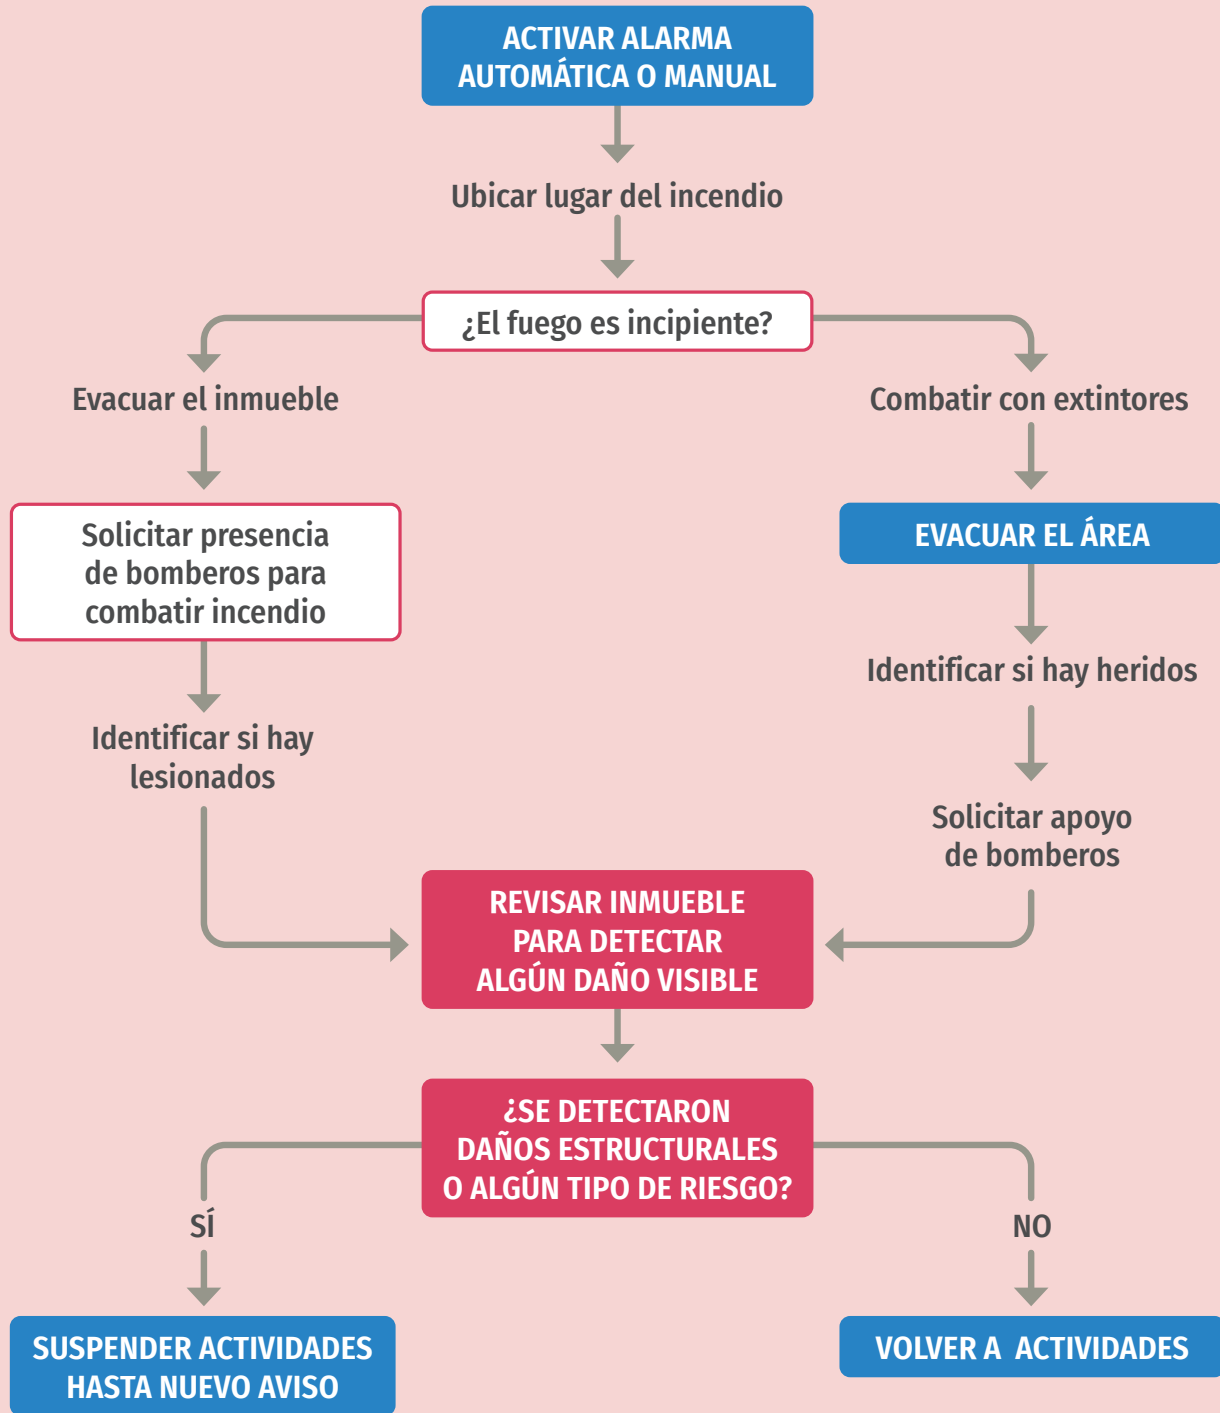 ACTIVAR ALARMA
AUTOMÁTICA O MANUAL
Ubicar lugar del incendio
¿El fuego es incipiente?
Evacuar el inmueble
Combatir con extintores
Solicitar presencia
de bomberos para
combatir incendio
EVACUAR EL ÁREA
Identificar si hay heridos
Identificar si hay
lesionados
Solicitar apoyo
de bomberos
REVISAR INMUEBLE
PARA DETECTAR
ALGÚN DAÑO VISIBLE
¿SE DETECTARON
DAÑOS ESTRUCTURALES
O ALGÚN TIPO DE RIESGO?
SÍ
NO
SUSPENDER ACTIVIDADES
HASTA NUEVO AVISO
VOLVER A ACTIVIDADES